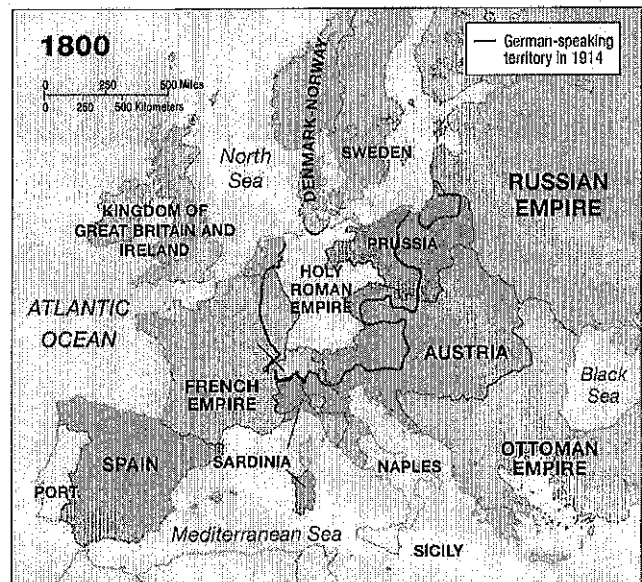 1800
0 500 Miles
0 250 500 Kilometers
German-speaking
territory in 1914
North
Sea
DENMARK-NORWAY
SWEDEN
RUSSIAN
EMPIRE
KINGDOM OF
GREAT BRITAIN AND
IRELAND
PRUSSIA
HOLY
ROMAN
EMPIRE
ATLANTIC
OCEAN
AUSTRIA
Black
Sea
FRENCH
EMPIRE
OTTOMAN
EMPIRE
SPAIN
SARDINIA
NAPLES
PORT.
Mediterranean Sea
SICILY